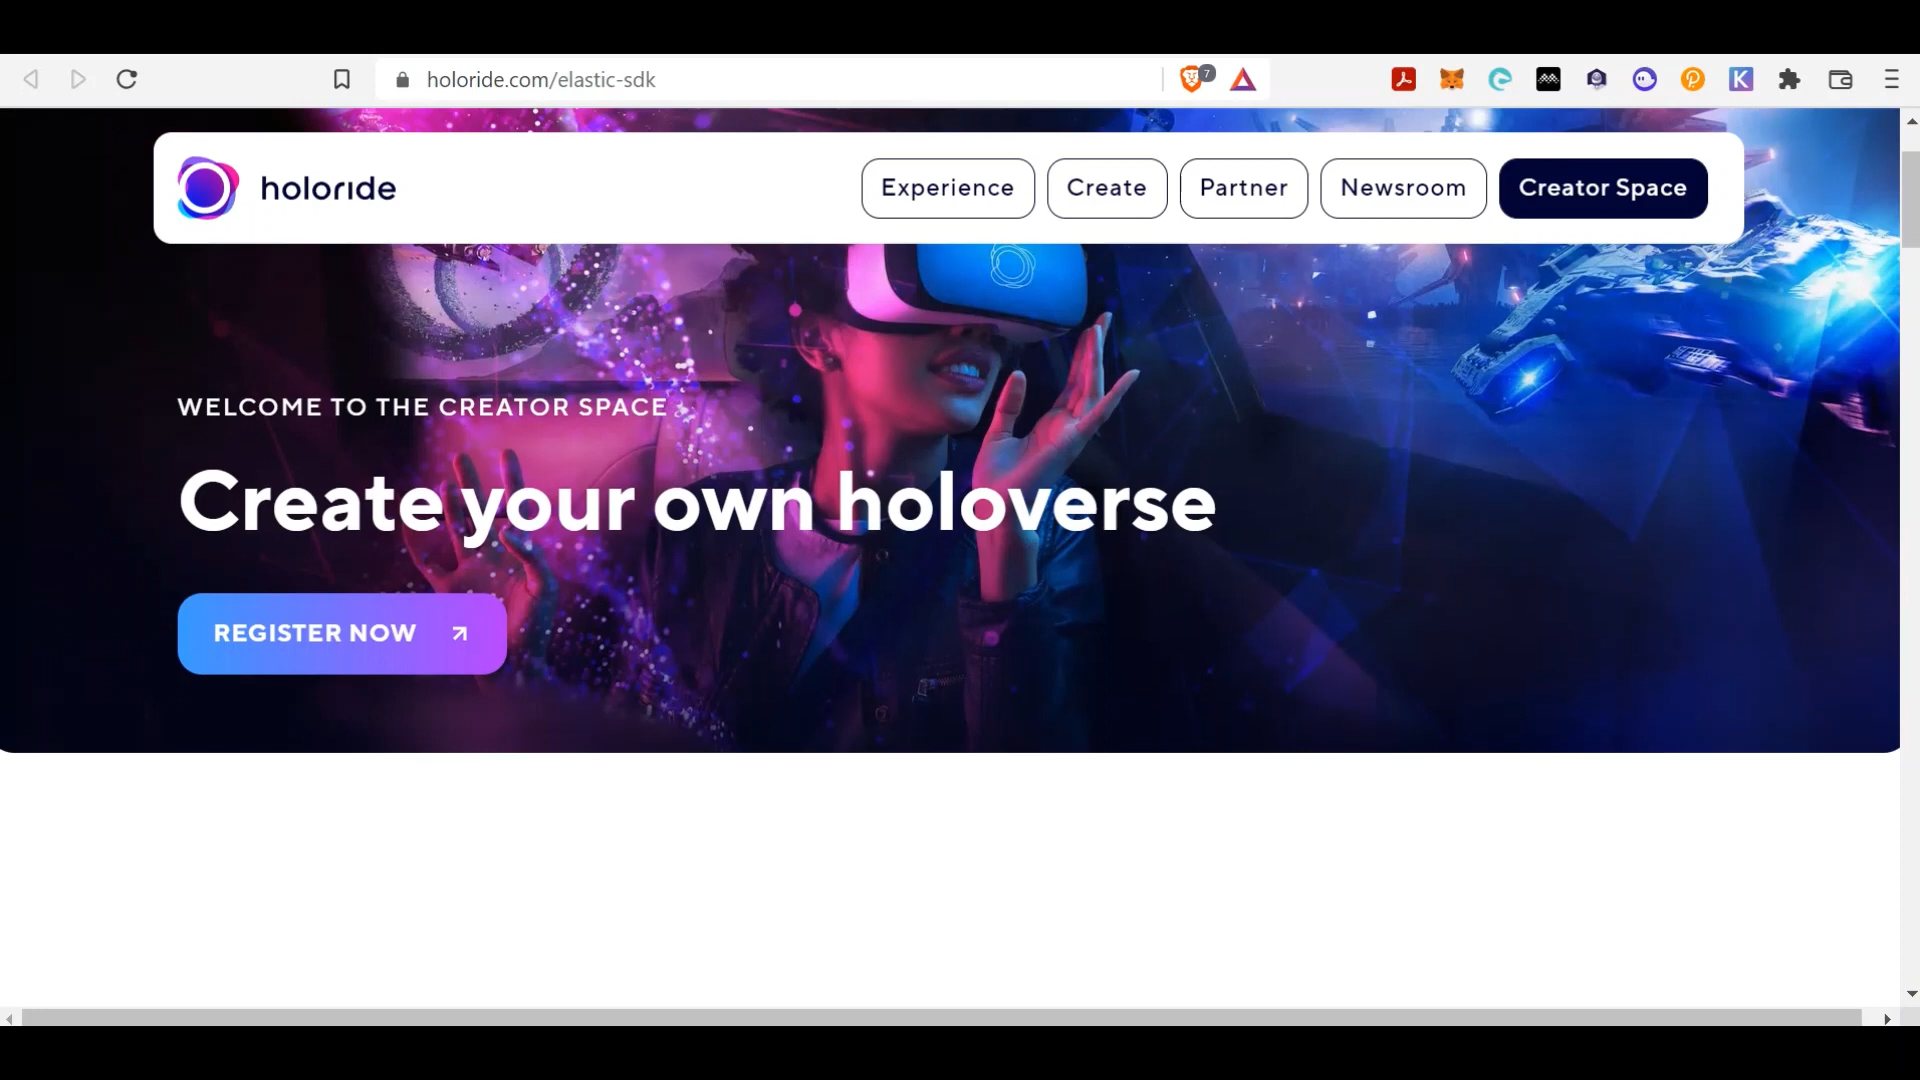 holoride.com/elastic-sdk
7
holoride
Experience
Create
Partner
Newsroom
Creator Space
WELCOME TO THE CREATOR SPACE
Create your own holoverse
REGISTER NOW